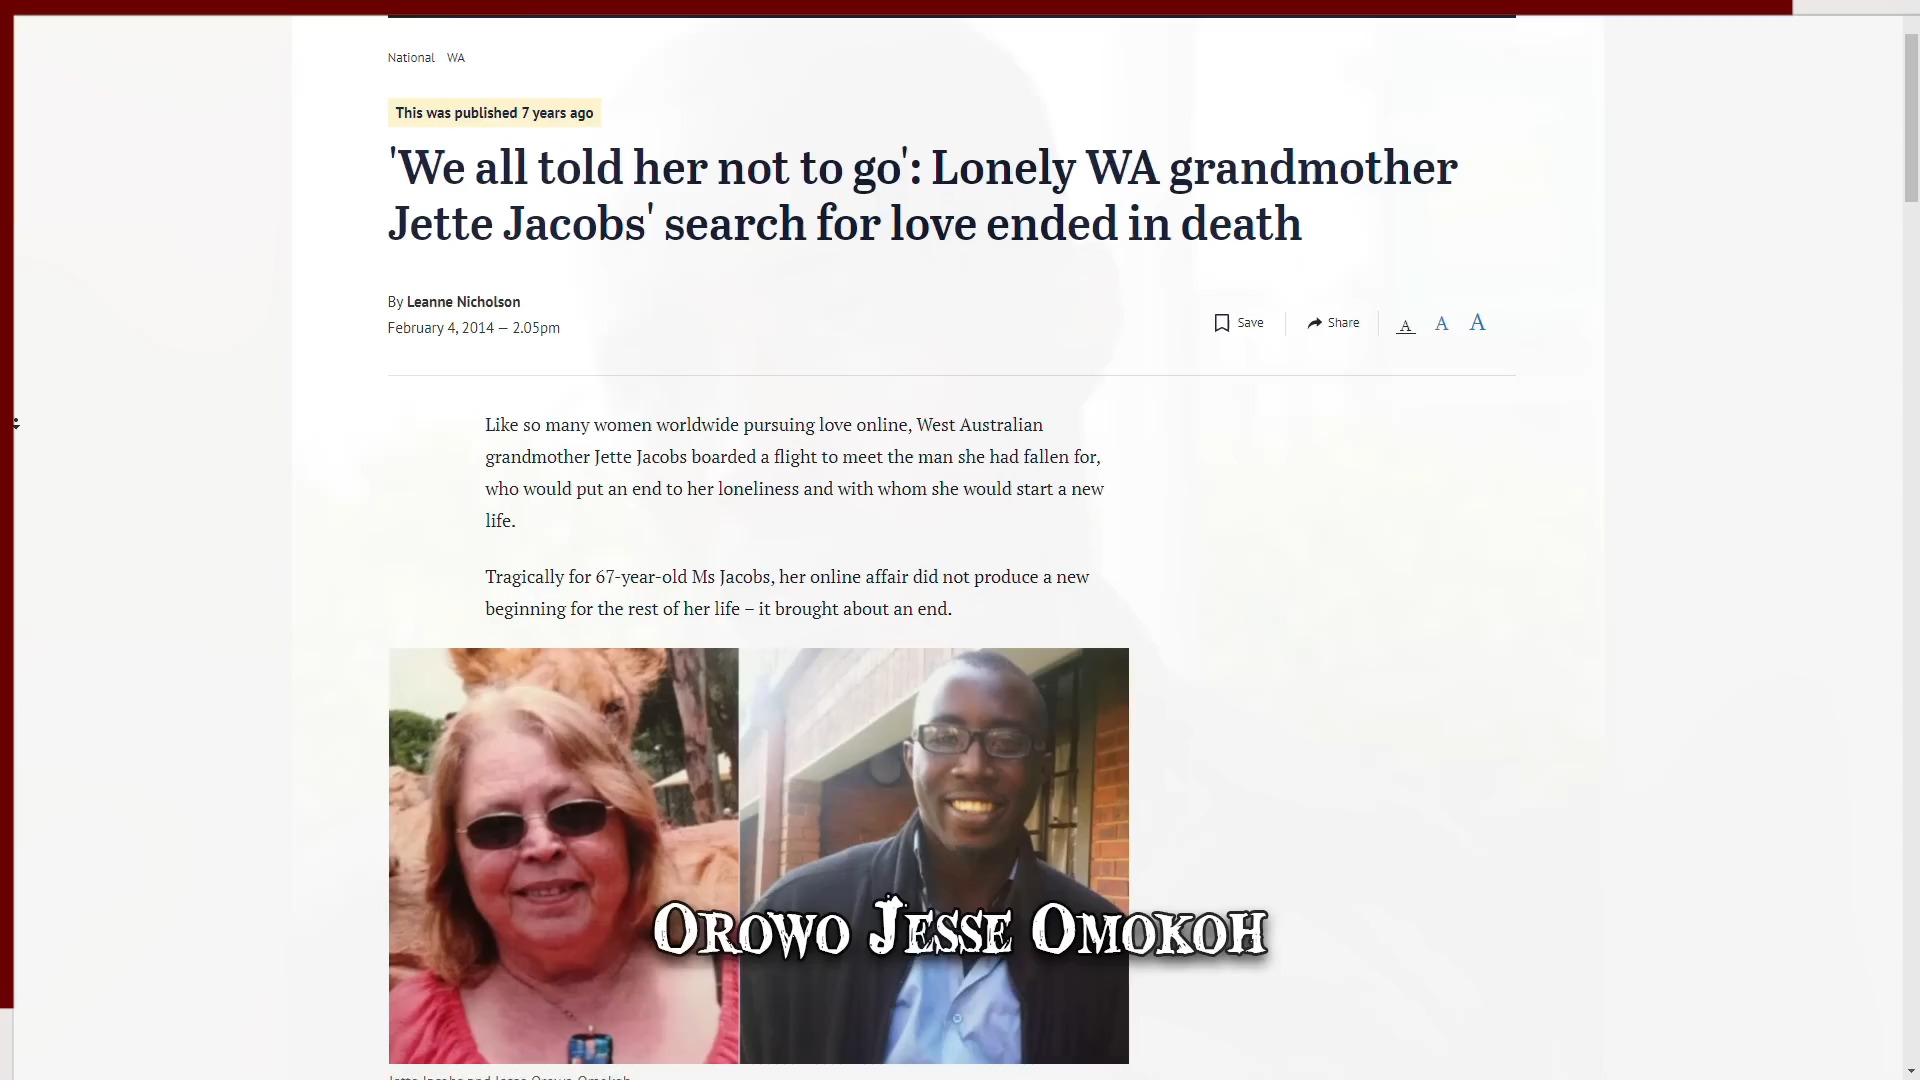 National WA
This was published 7 years ago
'We all told her not to go': Lonely WA grandmother
Jette Jacobs' search for love ended in death
By Leanne Nicholson
February 4, 2014 — 2.05pm
Save Share A A A
Like so many women worldwide pursuing love online, West Australian
grandmother Jette Jacobs boarded a flight to meet the man she had fallen for,
who would put an end to her loneliness and with whom she would start a new
life.
Tragically for 67-year-old Ms Jacobs, her online affair did not produce a new
beginning for the rest of her life – it brought about an end.
Orowo Jesse Omokoh
Jette Jacobs and Jesse Orowo Omokoh